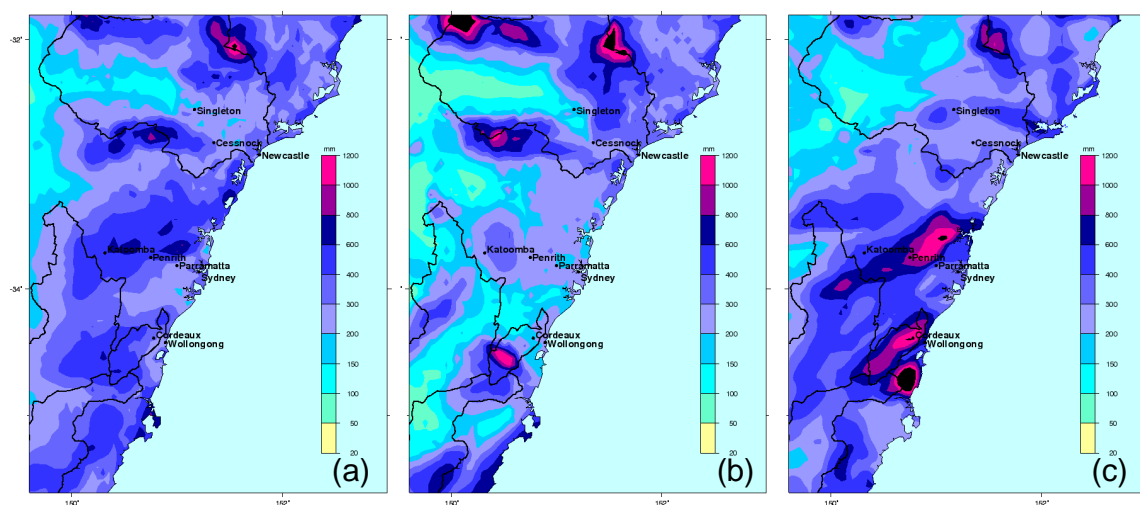 -32°
Singleton
Cessnock
Newcastle
Katoomba
Penrith
Parramatta
Sydney
-34°
Cordeaux
Wollongong
mm
1200
1000
800
600
400
300
200
150
100
50
20
(a)
150°
152°
Singleton
Cessnock
Newcastle
Katoomba
Penrith
Parramatta
Sydney
Cordeaux
Wollongong
mm
1200
1000
800
600
400
300
200
150
100
50
20
(b)
150°
152°
Singleton
Cessnock
Newcastle
Katoomba
Penrith
Parramatta
Sydney
Cordeaux
Wollongong
mm
1200
1000
800
600
400
300
200
150
100
50
20
(c)
150°
152°